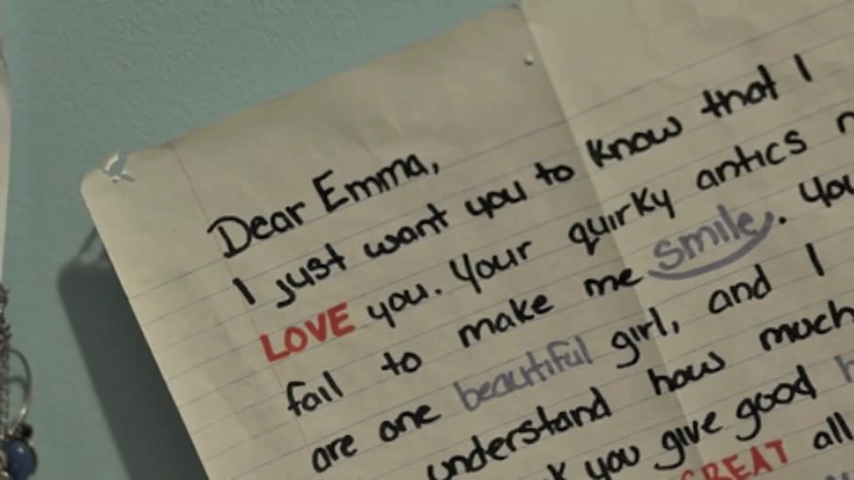 Dear Emma,
I just want you to know that I
LOVE you. Your quirky antics
fail to make me smile. You
are one beautiful girl, and I
understand how much
you give good
GREAT all